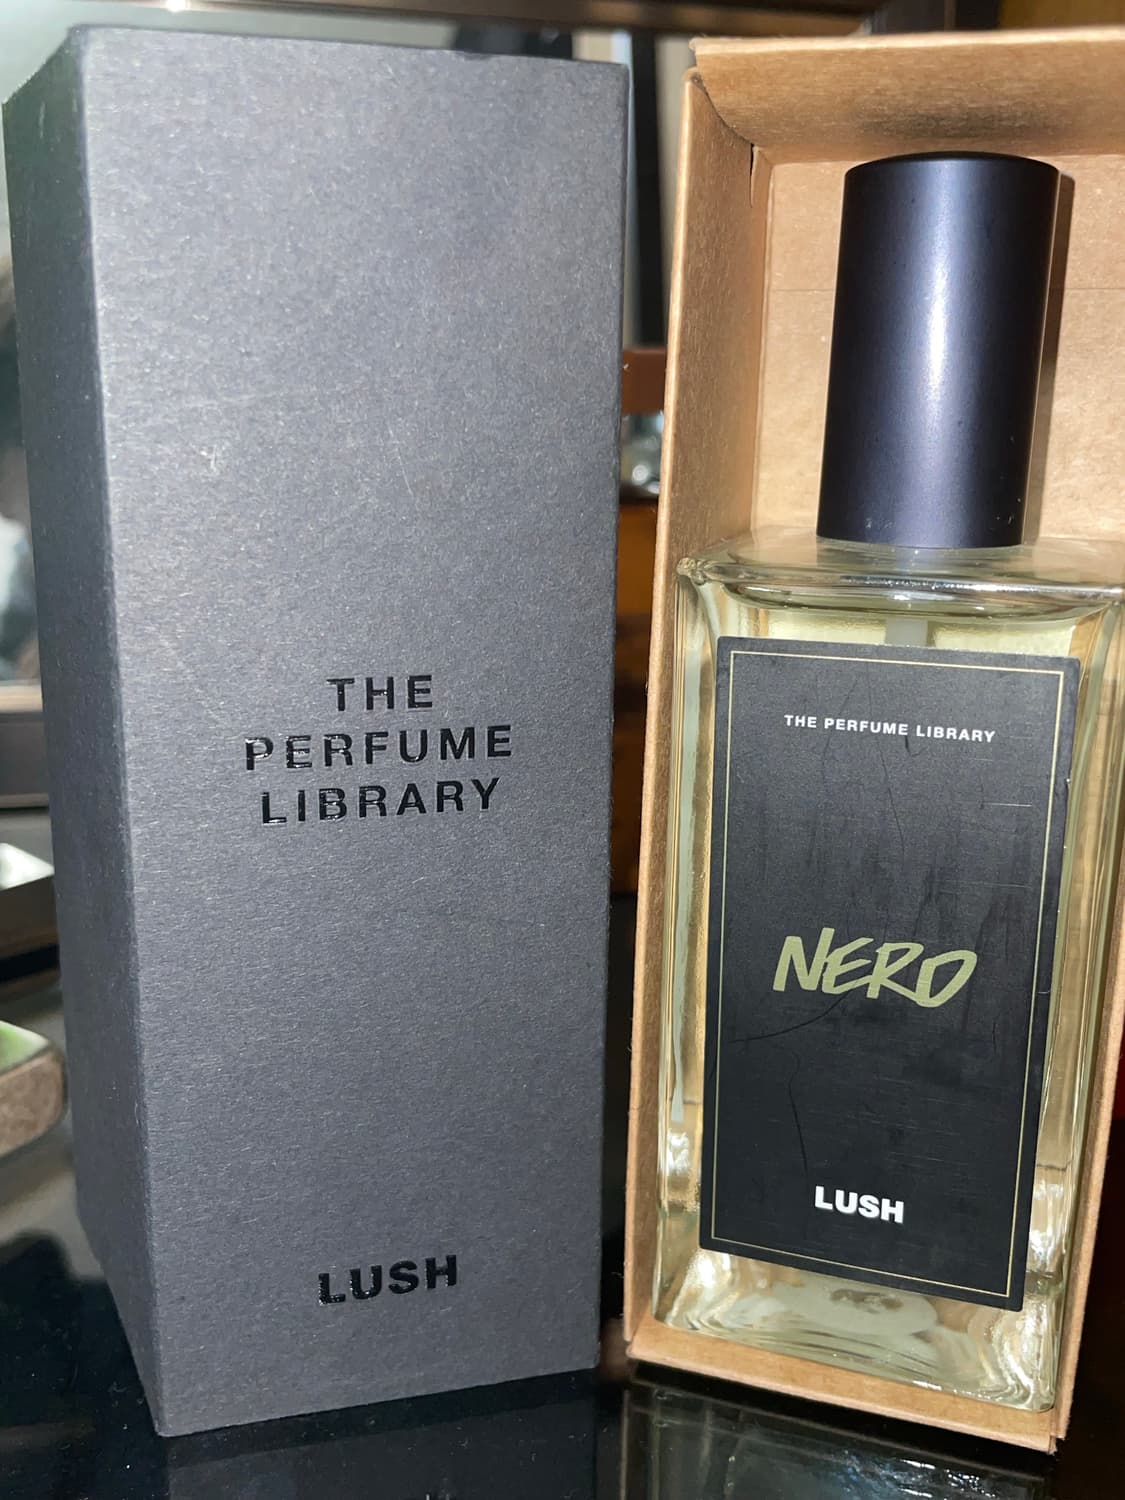 THE
PERFUME
LIBRARY
LUSH
THE PERFUME LIBRARY
NERO
LUSH